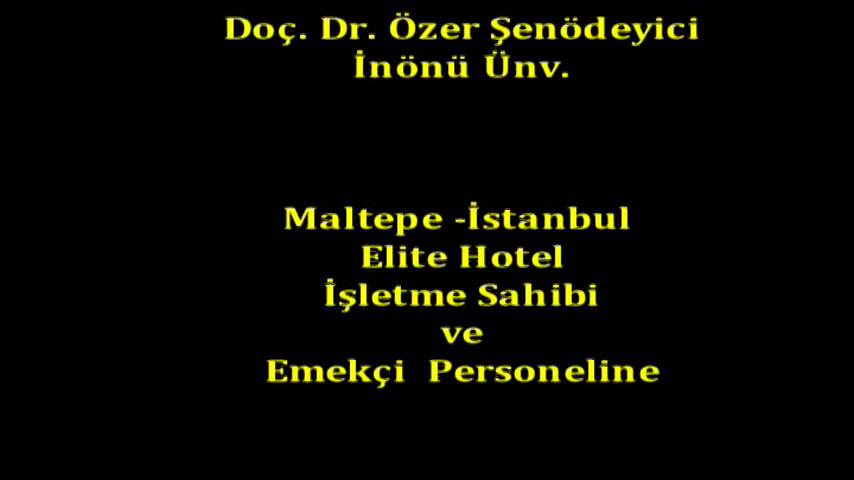 Doç. Dr. Özer Şenödeyici
İnönü Ünv.
Maltepe -İstanbul
Elite Hotel
İşletme Sahibi
ve
Emekçi Personeline